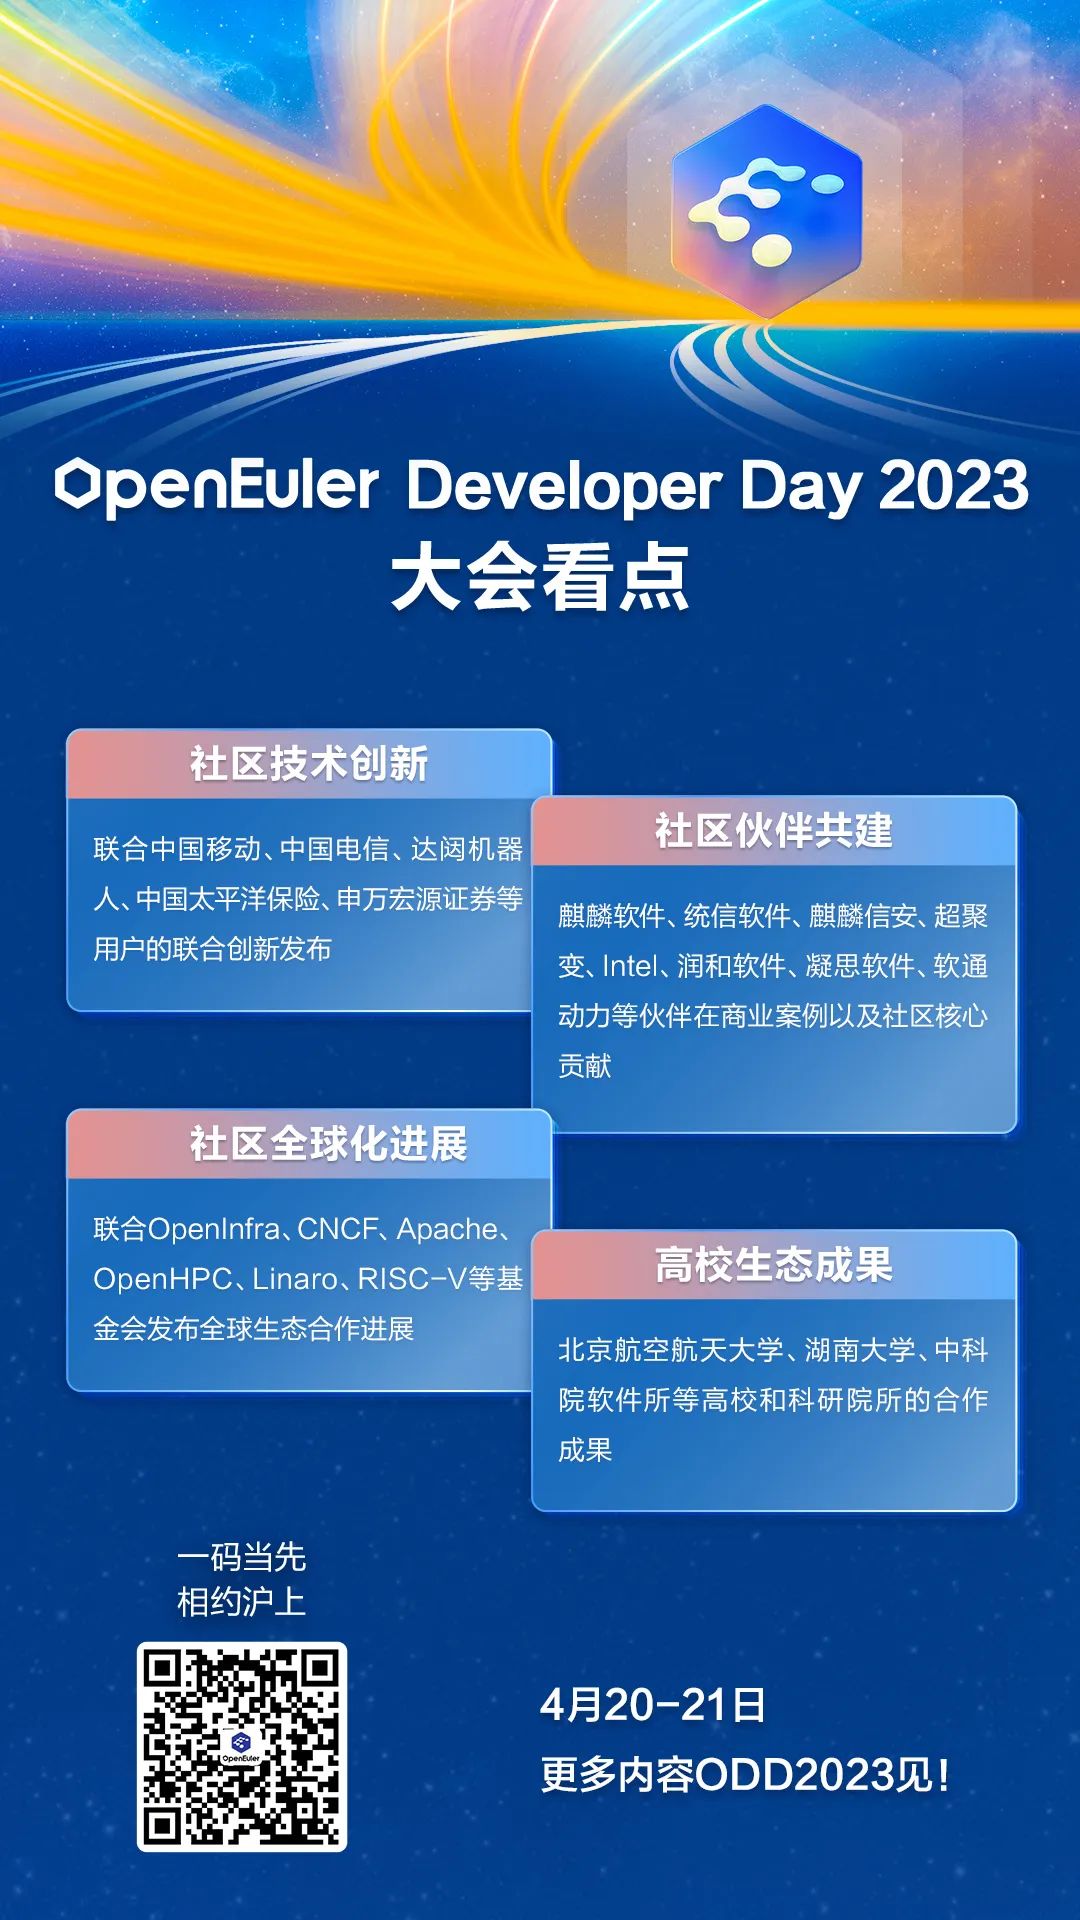 OpenEuler Developer Day 2023
大会看点
社区技术创新
联合中国移动、中国电信、达闼机器
人、中国太平洋保险、申万宏源证券等
用户的联合创新发布
社区伙伴共建
麒麟软件、统信软件、麒麟信安、超聚
变、Intel、润和软件、凝思软件、软通
动力等伙伴在商业案例以及社区核心
贡献
社区全球化进展
联合OpenInfra、CNCF、Apache、
OpenHPC、Linaro、RISC-V等基
金会发布全球生态合作进展
高校生态成果
北京航空航天大学、湖南大学、中科
院软件所等高校和科研院所的合作
成果
一码当先
相约沪上
OpenEuler
4月20-21日
更多内容ODD2023见!